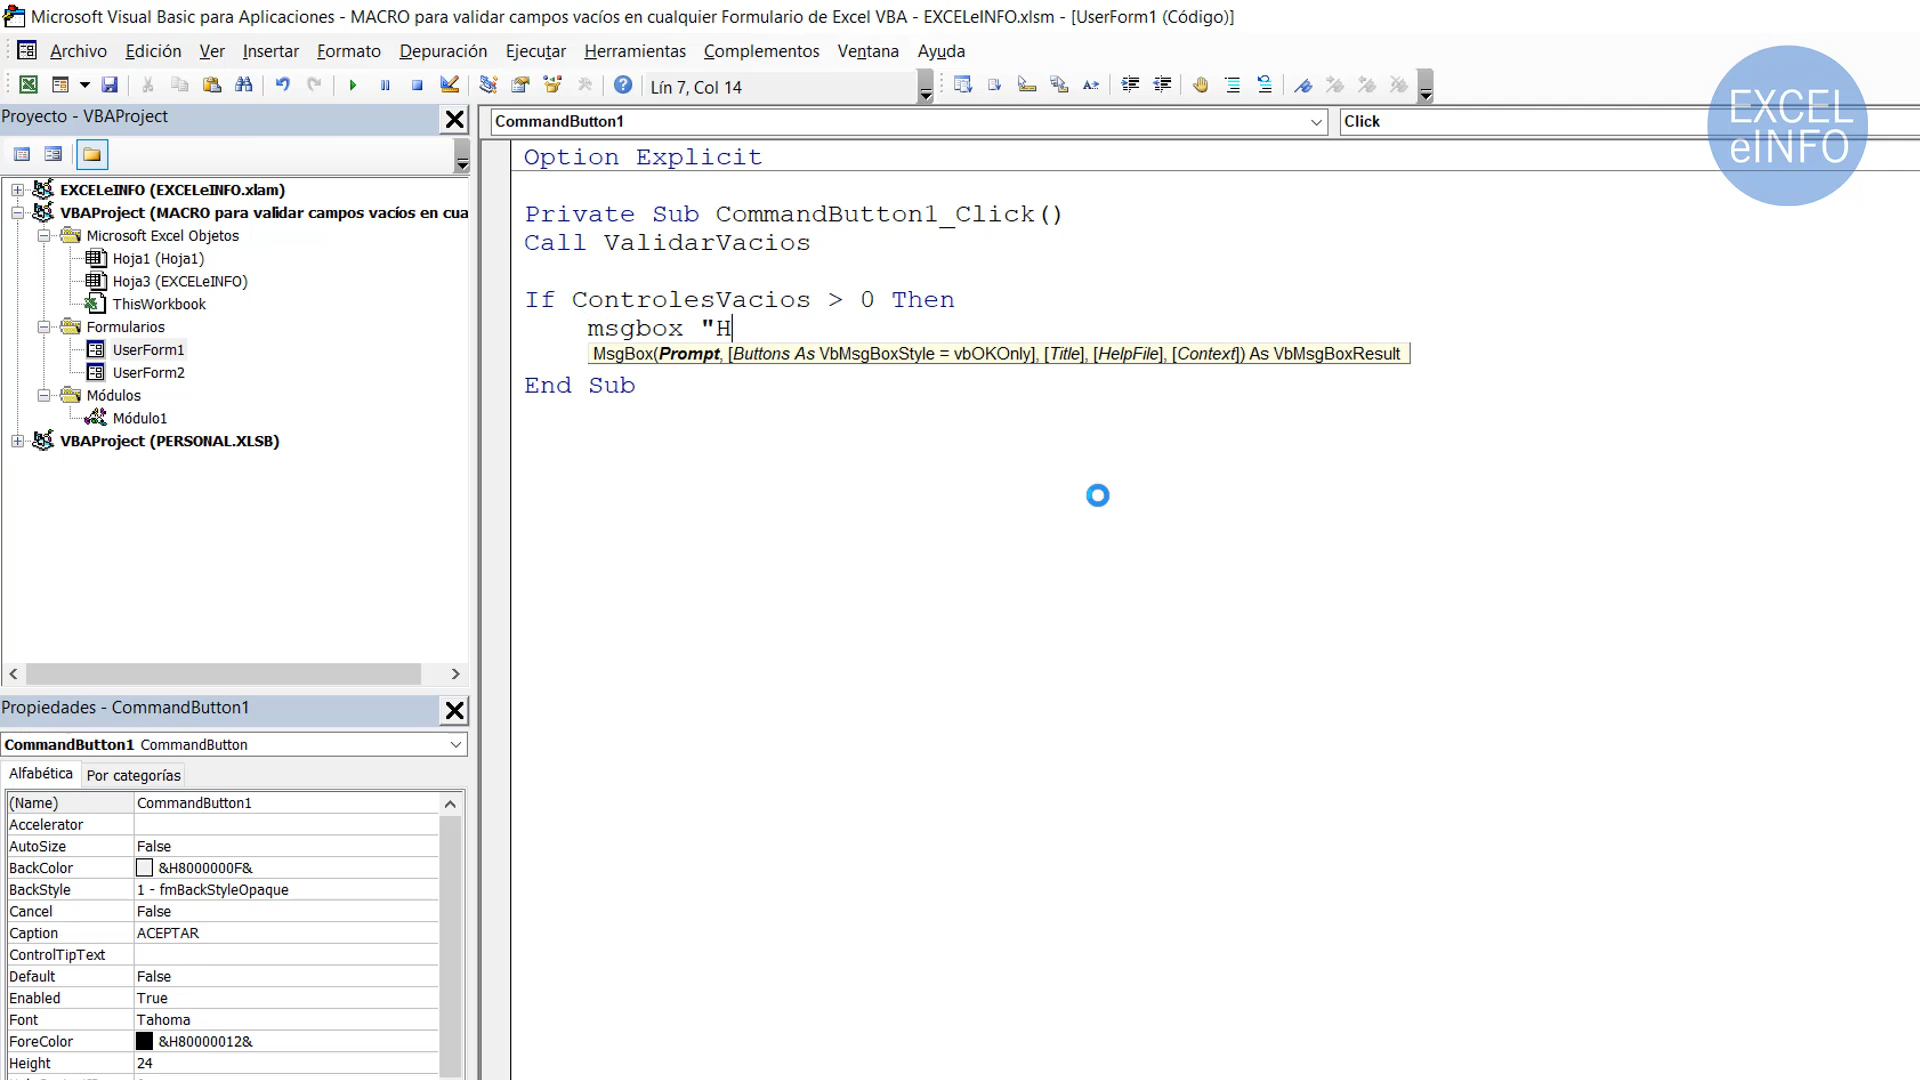 Microsoft Visual Basic para Aplicaciones - MACRO para validar campos vacíos en cualquier Formulario de Excel VBA - EXCELeINFO.xlsm - [UserForm1 (Código)]
Archivo Edición Ver Insertar Formato Depuración Ejecutar Herramientas Complementos Ventana Ayuda
Lín 7, Col 14
EXCEL
eINFO
Proyecto - VBAProject
EXCELeINFO (EXCELeINFO.xlam)
VBAProject (MACRO para validar campos vacíos en cua
Microsoft Excel Objetos
Hoja1 (Hoja1)
Hoja3 (EXCELeINFO)
ThisWorkbook
Formularios
UserForm1
UserForm2
Módulos
Módulo1
VBAProject (PERSONAL.XLSB)
CommandButton1 Click
Option Explicit
Private Sub CommandButton1_Click()
Call ValidarVacios
If ControlesVacios > 0 Then
msgbox "H
MsgBox(Prompt, [Buttons As VbMsgBoxStyle = vbOKOnly], [Title], [HelpFile], [Context]) As VbMsgBoxResult
End Sub
Propiedades - CommandButton1
CommandButton1 CommandButton
Alfabética Por categorías
(Name) CommandButton1
Accelerator
AutoSize False
BackColor &H8000000F&
BackStyle 1 - fmBackStyleOpaque
Cancel False
Caption ACEPTAR
ControlTipText
Default False
Enabled True
Font Tahoma
ForeColor &H80000012&
Height 24